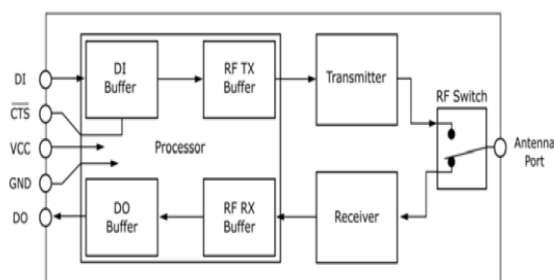 DI
CTS
VCC
GND
DO
DI
Buffer
RF TX
Buffer
Processor
DO
Buffer
RF RX
Buffer
Transmitter
Receiver
RF Switch
Antenna
Port